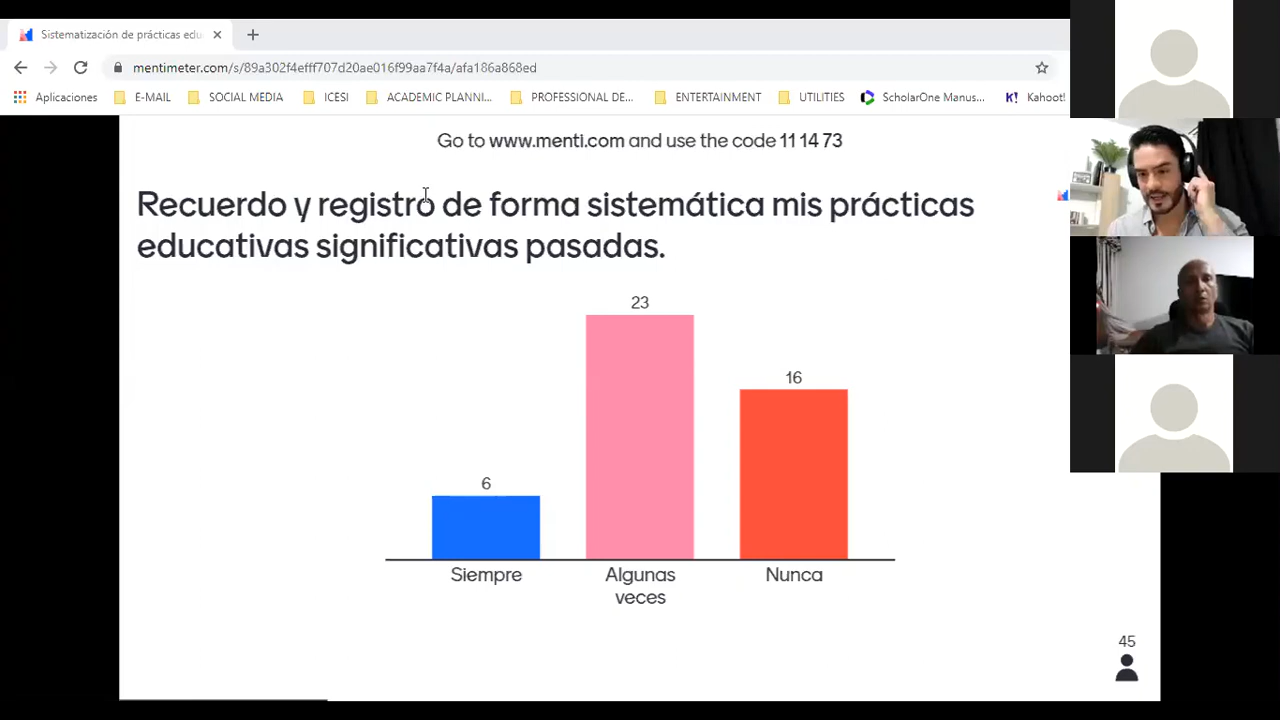 Sistematización de prácticas edu
mentimeter.com/s/89a302f4efff707d20ae016f99aa7f4a/afa186a868ed
Aplicaciones E-MAIL SOCIAL MEDIA ICESI ACADEMIC PLANNI... PROFESSIONAL DE... ENTERTAINMENT UTILITIES ScholarOne Manus... K! Kahoot!
Go to www.menti.com and use the code 11 14 73
Recuerdo y registro de forma sistemática mis prácticas
educativas significativas pasadas.
23
16
6
Siempre Algunas Nunca
veces
45